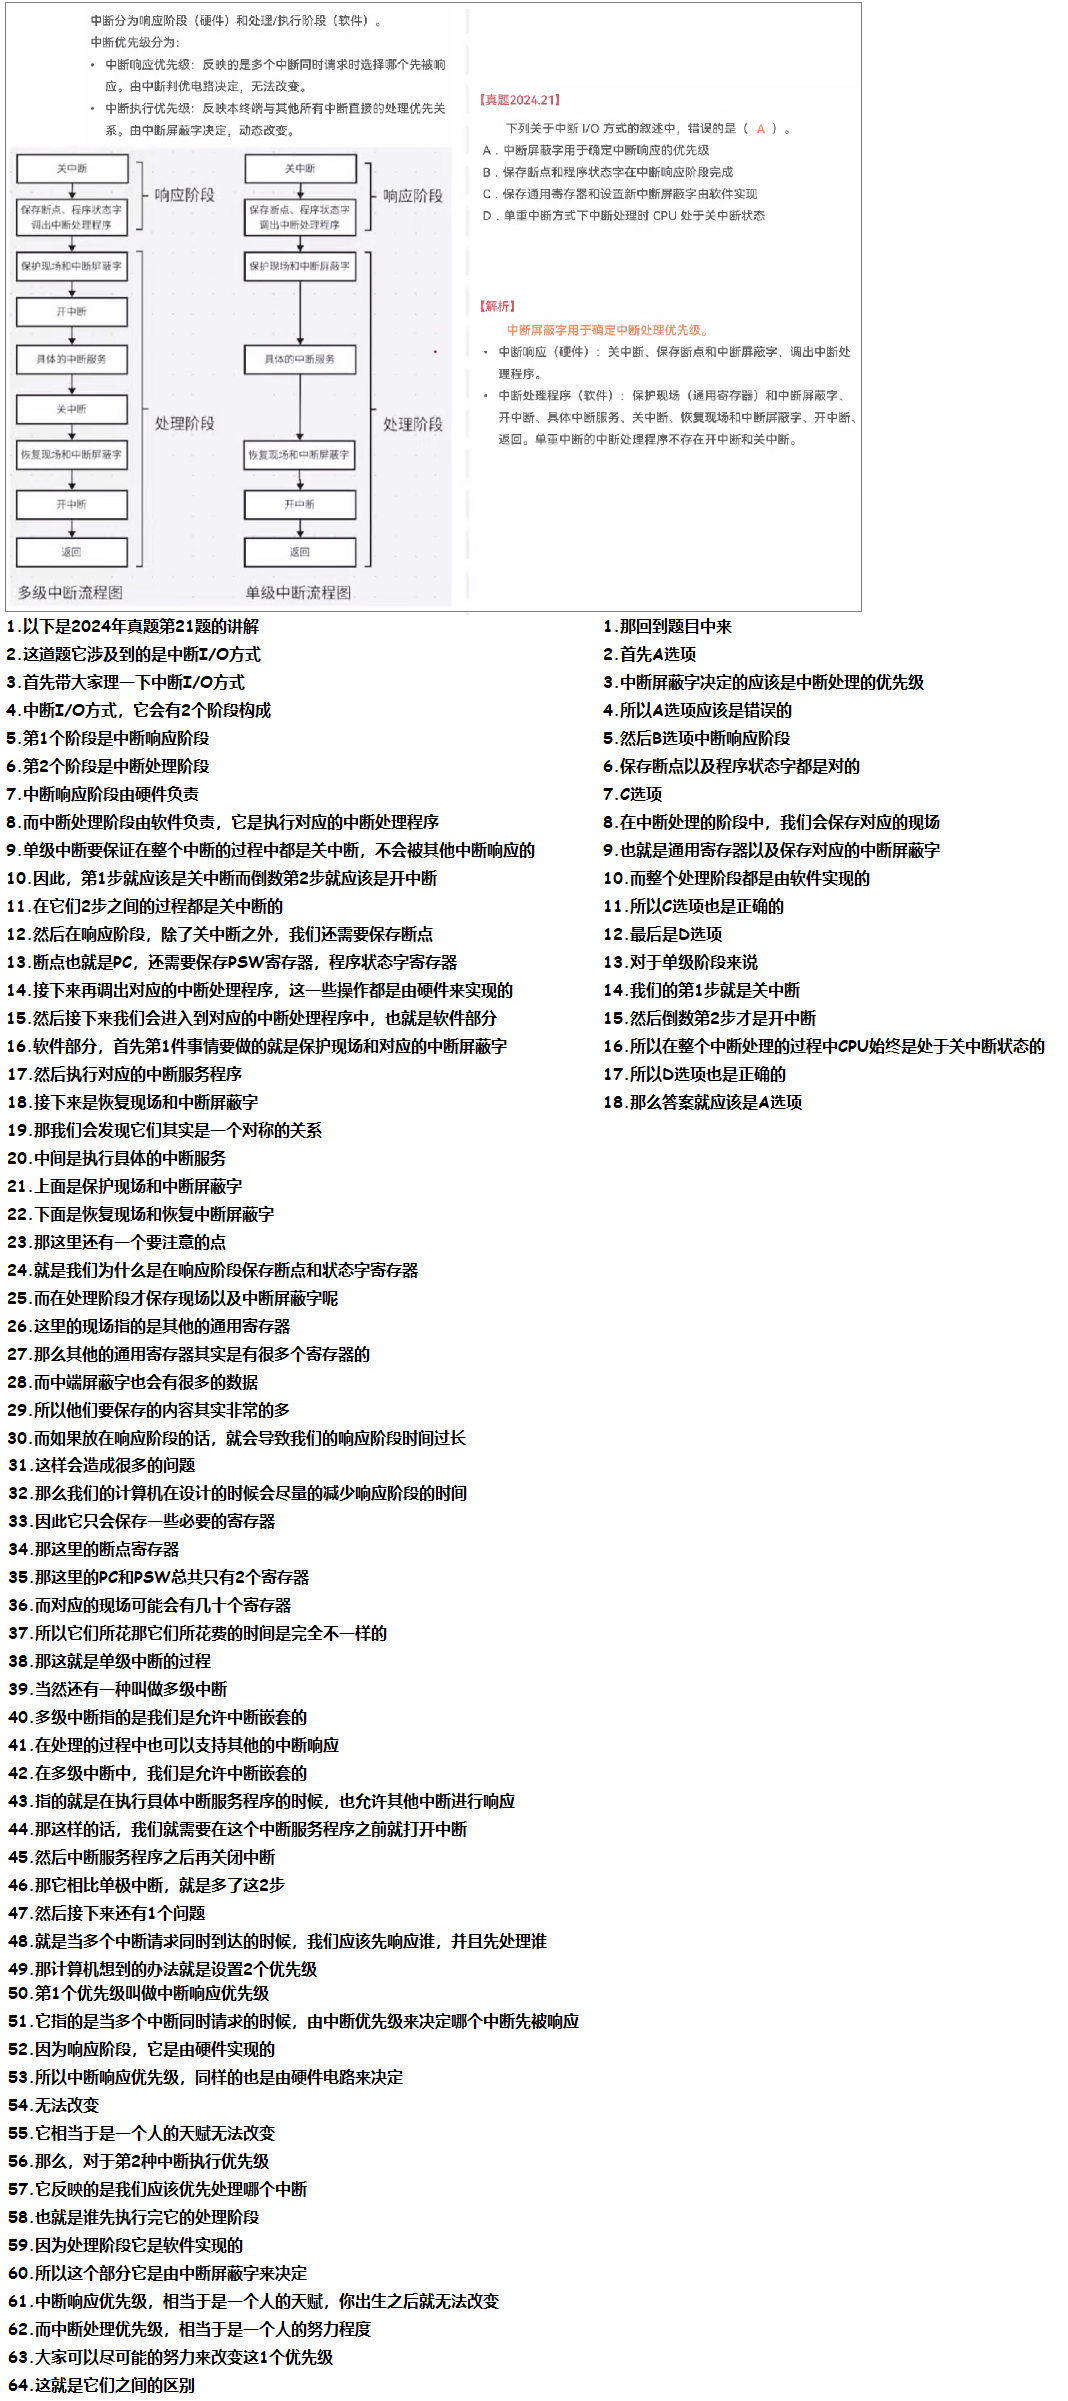 中断分为响应阶段（硬件）和处理/执行阶段（软件）。
中断优先级分为：
• 中断响应优先级：反映的是多个中断同时请求时选择哪个先被响
应。由中断判优电路决定，无法改变。
• 中断执行优先级：反映本终端与其他所有中断直接的处理优先关
系。由中断屏蔽字决定，动态改变。
关中断
保存断点、程序状态字
调出中断处理程序
响应阶段
保护现场和中断屏蔽字
开中断
具体的中断服务
关中断
恢复现场和中断屏蔽字
开中断
返回
处理阶段
多级中断流程图
关中断
保存断点、程序状态字
调出中断处理程序
响应阶段
保护现场和中断屏蔽字
具体的中断服务
恢复现场和中断屏蔽字
开中断
返回
处理阶段
单级中断流程图
【真题2024.21】
下列关于中断 I/O 方式的叙述中，错误的是（ A ）。
A．中断屏蔽字用于确定中断响应的优先级
B．保存断点和程序状态字在中断响应阶段完成
C．保存通用寄存器和设置新中断屏蔽字由软件实现
D．单重中断方式下中断处理时 CPU 处于关中断状态
【解析】
中断屏蔽字用于确定中断处理优先级。
• 中断响应（硬件）：关中断、保存断点和中断屏蔽字、调出中断处
理程序。
• 中断处理程序（软件）：保护现场（通用寄存器）和中断屏蔽字、
开中断、具体中断服务、关中断、恢复现场和中断屏蔽字、开中断、
返回。单重中断的中断处理程序不存在开中断和关中断。
1.以下是2024年真题第21题的讲解
2.这道题它涉及到的是中断I/O方式
3.首先带大家理一下中断I/O方式
4.中断I/O方式，它会有2个阶段构成
5.第1个阶段是中断响应阶段
6.第2个阶段是中断处理阶段
7.中断响应阶段由硬件负责
8.而中断处理阶段由软件负责，它是执行对应的中断处理程序
9.单级中断要保证在整个中断的过程中都是关中断，不会被其他中断响应的
10.因此，第1步就应该是关中断而倒数第2步就应该是开中断
11.在它们2步之间的过程都是关中断的
12.然后在响应阶段，除了关中断之外，我们还需要保存断点
13.断点也就是PC，还需要保存PSW寄存器，程序状态字寄存器
14.接下来再调出对应的中断处理程序，这一些操作都是由硬件来实现的
15.然后接下来我们会进入到对应的中断处理程序中，也就是软件部分
16.软件部分，首先第1件事情要做的就是保护现场和对应的中断屏蔽字
17.然后执行对应的中断服务程序
18.接下来是恢复现场和中断屏蔽字
19.那我们会发现它们其实是一个对称的关系
20.中间是执行具体的中断服务
21.上面是保护现场和中断屏蔽字
22.下面是恢复现场和恢复中断屏蔽字
23.那这里还有一个要注意的点
24.就是我们为什么是在响应阶段保存断点和状态字寄存器
25.而在处理阶段才保存现场以及中断屏蔽字呢
26.这里的现场指的是其他的通用寄存器
27.那么其他的通用寄存器其实是有很多个寄存器的
28.而中端屏蔽字也会有很多的数据
29.所以他们要保存的内容其实非常的多
30.而如果放在响应阶段的话，就会导致我们的响应阶段时间过长
31.这样会造成很多的问题
32.那么我们的计算机在设计的时候会尽量的减少响应阶段的时间
33.因此它只会保存一些必要的寄存器
34.那这里的断点寄存器
35.那这里的PC和PSW总共只有2个寄存器
36.而对应的现场可能会有几十个寄存器
37.所以它们所花那它们所花费的时间是完全不一样的
38.那这就是单级中断的过程
39.当然还有一种叫做多级中断
40.多级中断指的是我们是允许中断嵌套的
41.在处理的过程中也可以支持其他的中断响应
42.在多级中断中，我们是允许中断嵌套的
43.指的就是在执行具体中断服务程序的时候，也允许其他中断进行响应
44.那这样的话，我们就需要在这个中断服务程序之前就打开中断
45.然后中断服务程序之后再关闭中断
46.那它相比单极中断，就是多了这2步
47.然后接下来还有1个问题
48.就是当多个中断请求同时到达的时候，我们应该先响应谁，并且先处理谁
49.那计算机想到的办法就是设置2个优先级
50.第1个优先级叫做中断响应优先级
51.它指的是当多个中断同时请求的时候，由中断优先级来决定哪个中断先被响应
52.因为响应阶段，它是由硬件实现的
53.所以中断响应优先级，同样的也是由硬件电路来决定
54.无法改变
55.它相当于是一个人的天赋无法改变
56.那么，对于第2种中断执行优先级
57.它反映的是我们应该优先处理哪个中断
58.也就是谁先执行完它的处理阶段
59.因为处理阶段它是软件实现的
60.所以这个部分它是由中断屏蔽字来决定
61.中断响应优先级，相当于是一个人的天赋，你出生之后就无法改变
62.而中断处理优先级，相当于是一个人的努力程度
63.大家可以尽可能的努力来改变这1个优先级
64.这就是它们之间的区别
1.那回到题目中来
2.首先A选项
3.中断屏蔽字决定的应该是中断处理的优先级
4.所以A选项应该是错误的
5.然后B选项中断响应阶段
6.保存断点以及程序状态字都是对的
7.C选项
8.在中断处理的阶段中，我们会保存对应的现场
9.也就是通用寄存器以及保存对应的中断屏蔽字
10.而整个处理阶段都是由软件实现的
11.所以C选项也是正确的
12.最后是D选项
13.对于单级阶段来说
14.我们的第1步就是关中断
15.然后倒数第2步才是开中断
16.所以在整个中断处理的过程中CPU始终是处于关中断状态的
17.所以D选项也是正确的
18.那么答案就应该是A选项